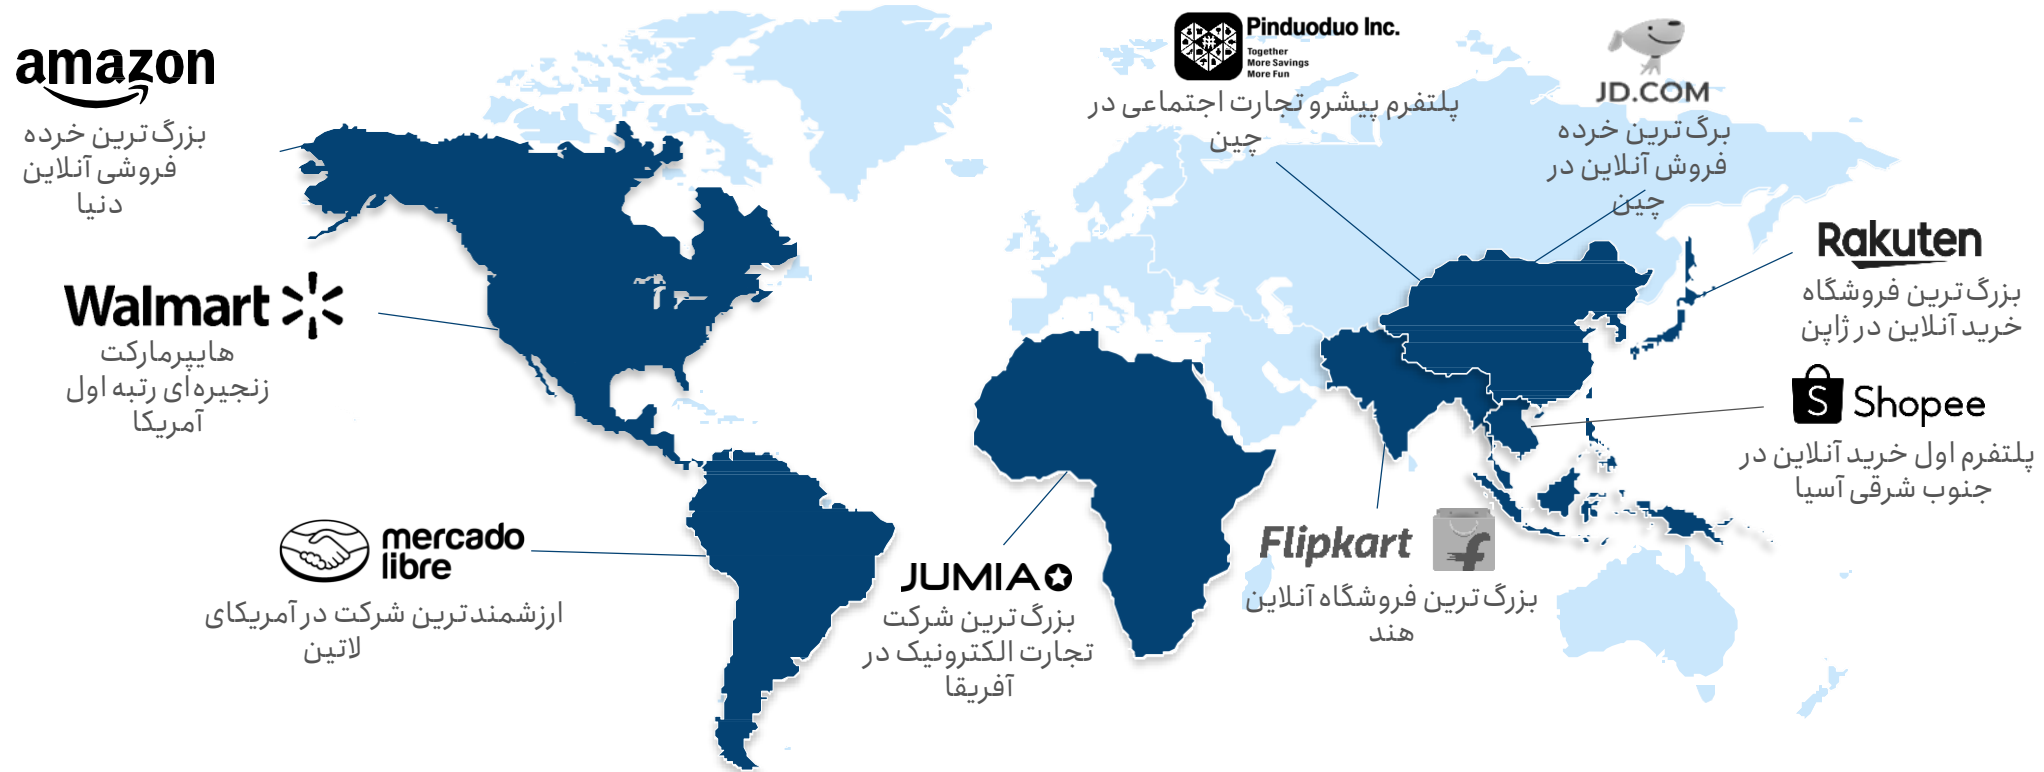 amazon
بزرگ‌ترین خرده
فروشی آنلاین
دنیا
Walmart
هایپرمارکت
زنجیره‌ای رتبه اول
آمریکا
mercado
libre
ارزشمندترین شرکت در آمریکای
لاتین
JUMIA
بزرگ‌ترین شرکت
تجارت الکترونیک در
آفریقا
Pinduoduo Inc.
Together
More Savings
More Fun
پلتفرم پیشرو تجارت اجتماعی در
چین
JD.COM
برگ‌ترین خرده
فروش آنلاین در
چین
Rakuten
بزرگ‌ترین فروشگاه
خرید آنلاین در ژاپن
Shopee
پلتفرم اول خرید آنلاین در
جنوب شرقی آسیا
Flipkart
بزرگ‌ترین فروشگاه آنلاین
هند